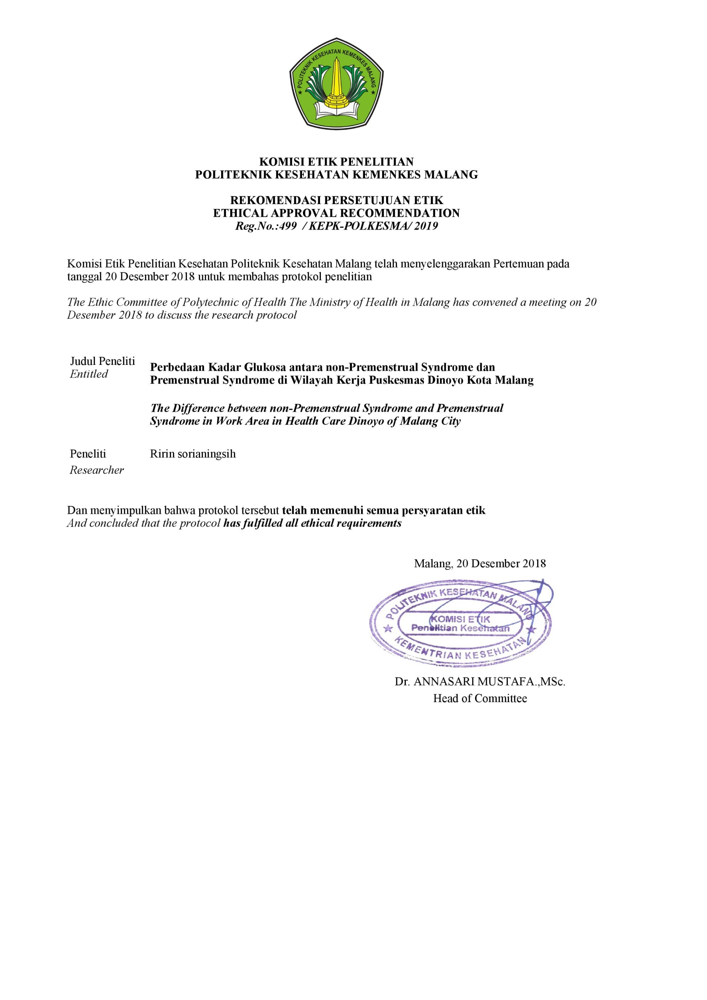 POLITEKNIK KESEHATAN KEMENKES MALANG
KOMISI ETIK PENELITIAN
POLITEKNIK KESEHATAN KEMENKES MALANG
REKOMENDASI PERSETUJUAN ETIK
ETHICAL APPROVAL RECOMMENDATION
Reg.No.:499 / KEPK-POLKESMA/ 2019
Komisi Etik Penelitian Kesehatan Politeknik Kesehatan Malang telah menyelenggarakan Pertemuan pada
tanggal 20 Desember 2018 untuk membahas protokol penelitian
The Ethic Committee of Polytechnic of Health The Ministry of Health in Malang has convened a meeting on 20
Desember 2018 to discuss the research protocol
Judul Peneliti
Entitled
Perbedaan Kadar Glukosa antara non-Premenstrual Syndrome dan
Premenstrual Syndrome di Wilayah Kerja Puskesmas Dinoyo Kota Malang
The Difference between non-Premenstrual Syndrome and Premenstrual
Syndrome in Work Area in Health Care Dinoyo of Malang City
Peneliti Ririn sorianingsih
Researcher
Dan menyimpulkan bahwa protokol tersebut telah memenuhi semua persyaratan etik
And concluded that the protocol has fulfilled all ethical requirements
Malang, 20 Desember 2018
POLITEKNIK KESEHATAN MALANG
KOMISI ETIK
Penelitian Kesehatan
KEMENTRIAN KESEHATAN
Dr. ANNASARI MUSTAFA.,MSc.
Head of Committee